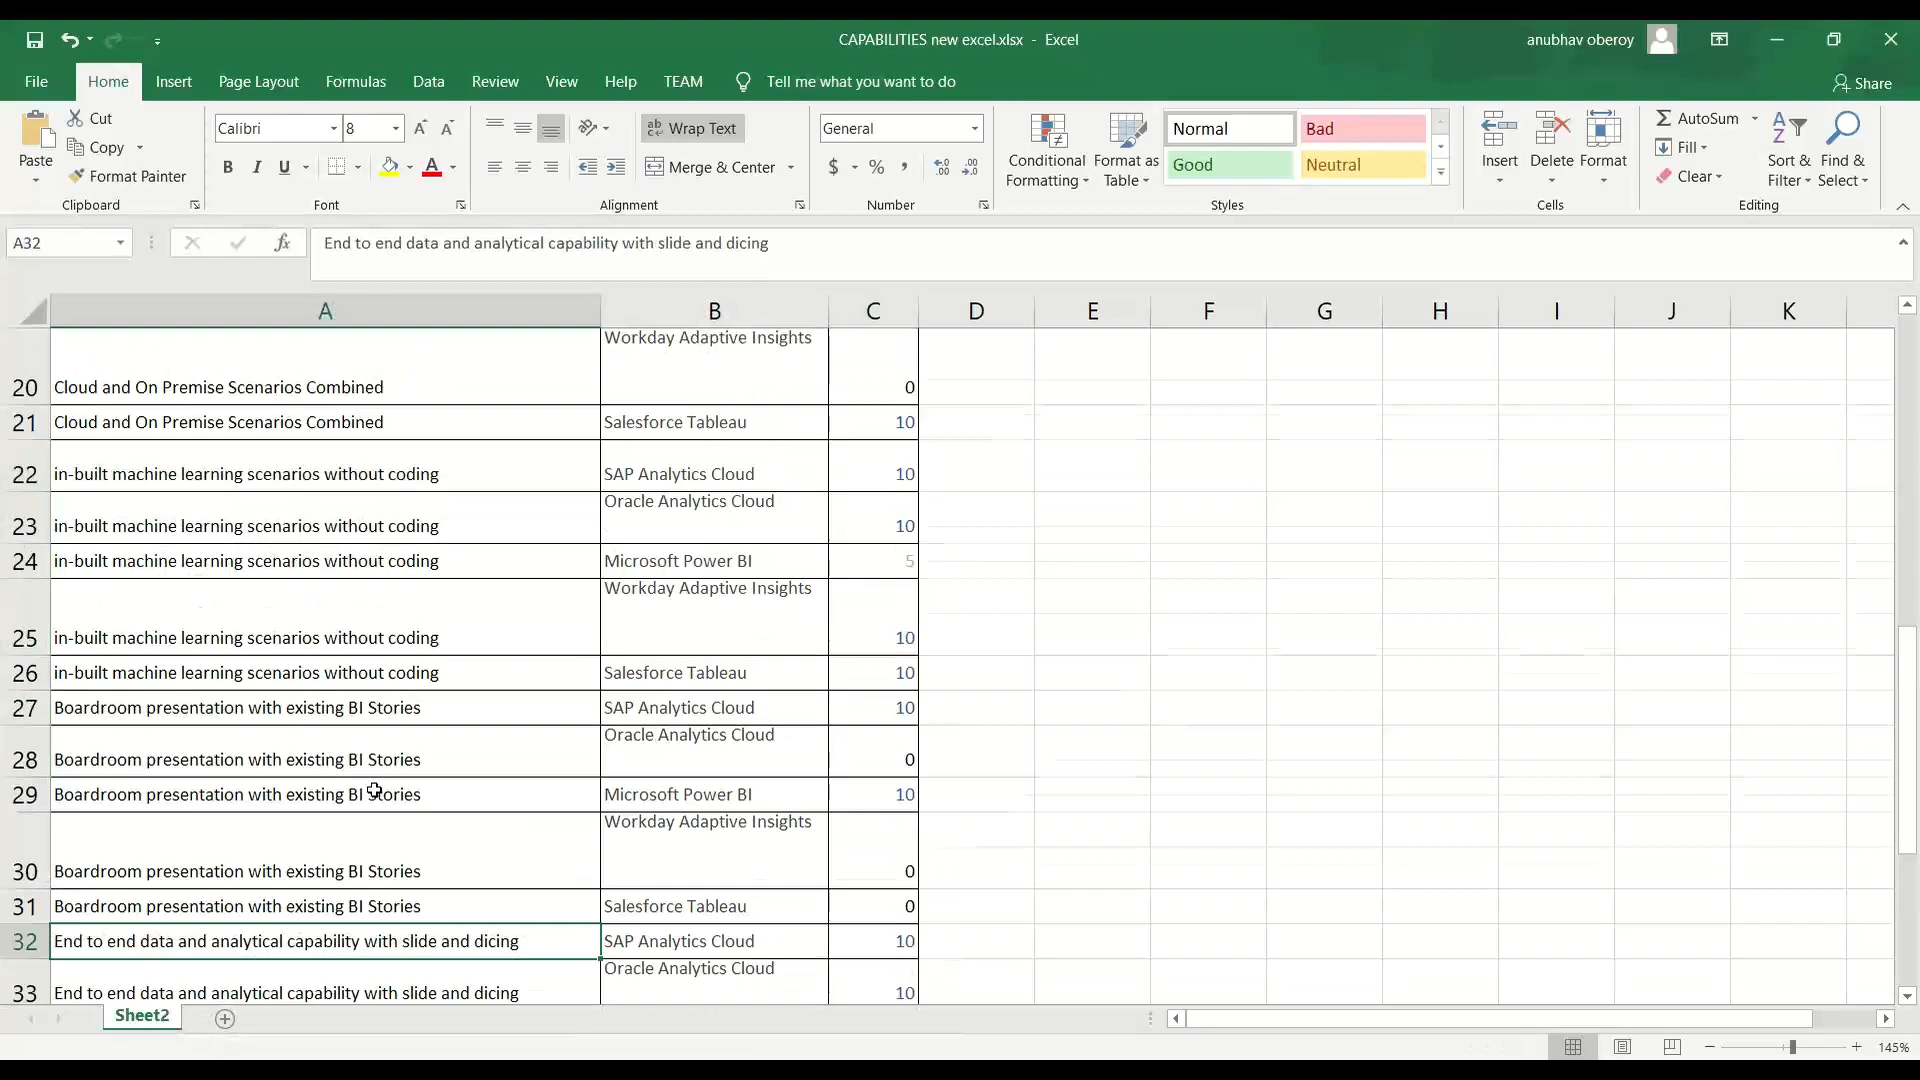 CAPABILITIES new excel.xlsx - Excel
anubhav oberoy
File Home Insert Page Layout Formulas Data Review View Help TEAM Tell me what you want to do
Share
Paste
Cut
Copy
Format Painter
Clipboard
Calibri 8
B I U
Font
Wrap Text
Merge & Center
Alignment
General
$ % ,
Number
Conditional Formatting
Format as Table
Normal Bad
Good Neutral
Styles
Insert Delete Format
Cells
AutoSum
Fill
Clear
Sort & Filter
Find & Select
Editing
A32 fx End to end data and analytical capability with slide and dicing
A B C D E F G H I J K
20 Cloud and On Premise Scenarios Combined Workday Adaptive Insights 0
21 Cloud and On Premise Scenarios Combined Salesforce Tableau 10
22 in-built machine learning scenarios without coding SAP Analytics Cloud 10
23 in-built machine learning scenarios without coding Oracle Analytics Cloud 10
24 in-built machine learning scenarios without coding Microsoft Power BI 5
25 in-built machine learning scenarios without coding Workday Adaptive Insights 10
26 in-built machine learning scenarios without coding Salesforce Tableau 10
27 Boardroom presentation with existing BI Stories SAP Analytics Cloud 10
28 Boardroom presentation with existing BI Stories Oracle Analytics Cloud 0
29 Boardroom presentation with existing BI Stories Microsoft Power BI 10
30 Boardroom presentation with existing BI Stories Workday Adaptive Insights 0
31 Boardroom presentation with existing BI Stories Salesforce Tableau 0
32 End to end data and analytical capability with slide and dicing SAP Analytics Cloud 10
33 End to end data and analytical capability with slide and dicing Oracle Analytics Cloud 10
Sheet2
145%